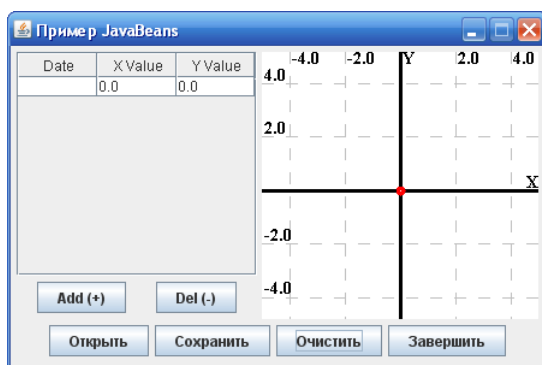 Пример JavaBeans
Date X Value Y Value
0.0 0.0
-4.0 -2.0 Y 2.0 4.0
4.0
2.0
X
-2.0
-4.0
Add (+) Del (-)
Открыть Сохранить Очистить Завершить